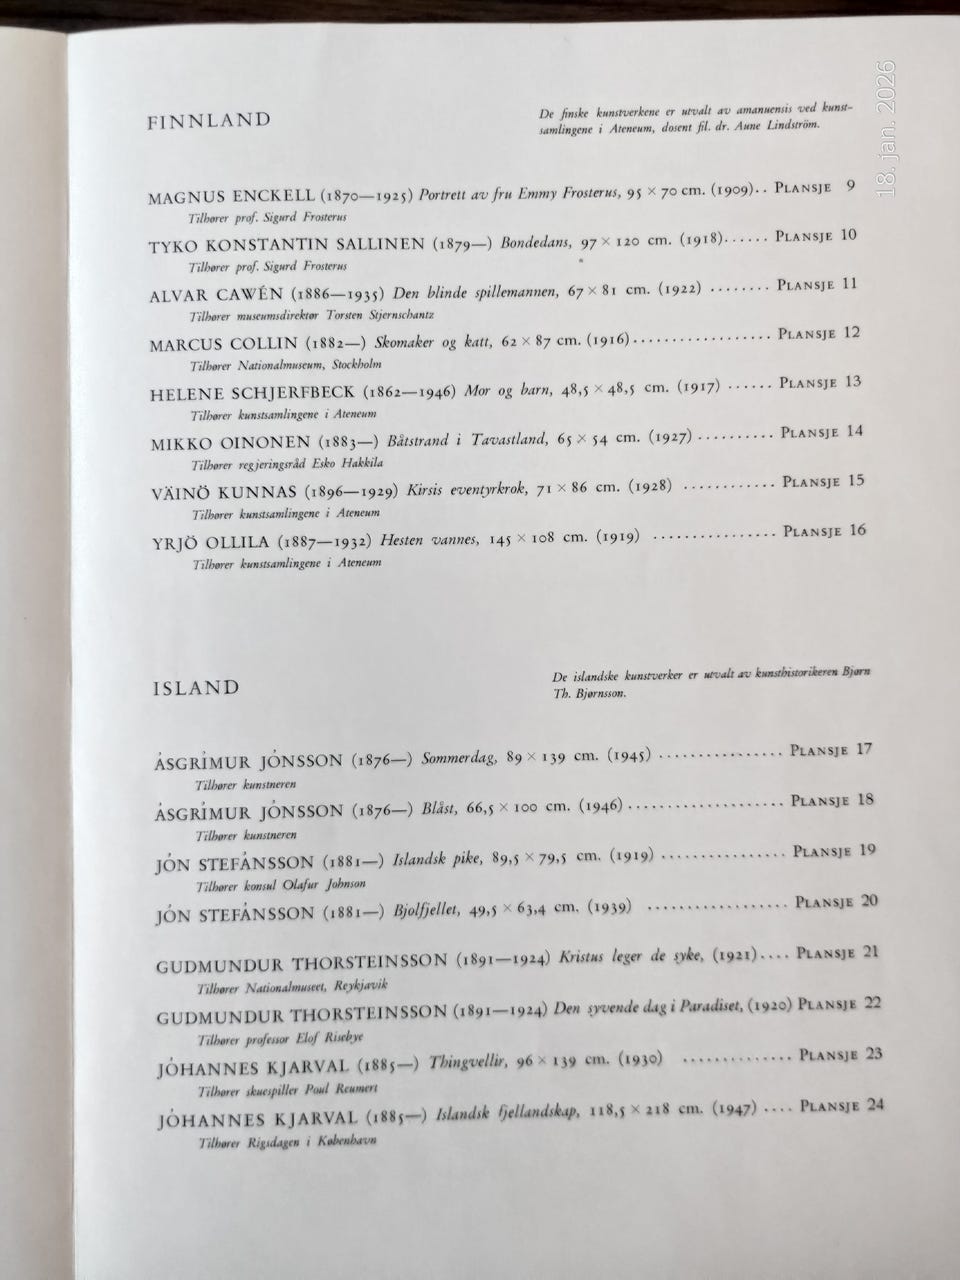 FINNLAND
De finske kunstverkene er utvalt av amanuensis ved kunst-
samlingene i Ateneum, dosent fil. dr. Aune Lindström.
MAGNUS ENCKELL (1870—1925) Portrett av fru Emmy Frosterus, 95 × 70 cm. (1909).. PLANSJE 9
Tilhører prof. Sigurd Frosterus
TYKO KONSTANTIN SALLINEN (1879—) Bondedans, 97 × 120 cm. (1918)...... PLANSJE 10
Tilhører prof. Sigurd Frosterus
ALVAR CAWÉN (1886—1935) Den blinde spillemannen, 67 × 81 cm. (1922) ........ PLANSJE 11
Tilhører museumsdirektør Torsten Stjernschantz
MARCUS COLLIN (1882—) Skomaker og katt, 62 × 87 cm. (1916)................. PLANSJE 12
Tilhører Nationalmuseum, Stockholm
HELENE SCHJERFBECK (1862—1946) Mor og barn, 48,5 × 48,5 cm. (1917) ...... PLANSJE 13
Tilhører kunstsamlingene i Ateneum
MIKKO OINONEN (1883—) Båtstrand i Tavastland, 65 × 54 cm. (1927) .......... PLANSJE 14
Tilhører regjeringsråd Esko Hakkila
VÄINÖ KUNNAS (1896—1929) Kirsis eventyrkrok, 71 × 86 cm. (1928) ............ PLANSJE 15
Tilhører kunstsamlingene i Ateneum
YRJÖ OLLILA (1887—1932) Hesten vannes, 145 × 108 cm. (1919) ................ PLANSJE 16
Tilhører kunstsamlingene i Ateneum
ISLAND
De islandske kunstverker er utvalt av kunsthistorikeren Bjørn
Th. Bjørnsson.
ÁSGRÍMUR JÓNSSON (1876—) Sommerdag, 89 × 139 cm. (1945) ................ PLANSJE 17
Tilhører kunstneren
ÁSGRÍMUR JÓNSSON (1876—) Blåst, 66,5 × 100 cm. (1946).................... PLANSJE 18
Tilhører kunstneren
JÓN STEFÁNSSON (1881—) Islandsk pike, 89,5 × 79,5 cm. (1919) ................ PLANSJE 19
Tilhører konsul Olafur Johnson
JÓN STEFÁNSSON (1881—) Bjolfjellet, 49,5 × 63,4 cm. (1939) .................. PLANSJE 20
GUDMUNDUR THORSTEINSSON (1891—1924) Kristus leger de syke, (1921).... PLANSJE 21
Tilhører Nationalmuseet, Reykjavik
GUDMUNDUR THORSTEINSSON (1891—1924) Den syvende dag i Paradiset, (1920) PLANSJE 22
Tilhører professor Elof Risebye
JÓHANNES KJARVAL (1885—) Thingvellir, 96 × 139 cm. (1930) .............. PLANSJE 23
Tilhører skuespiller Poul Reumert
JÓHANNES KJARVAL (1885—) Islandsk fjellandskap, 118,5 × 218 cm. (1947) .... PLANSJE 24
Tilhører Rigsdagen i København
18. jan. 2026